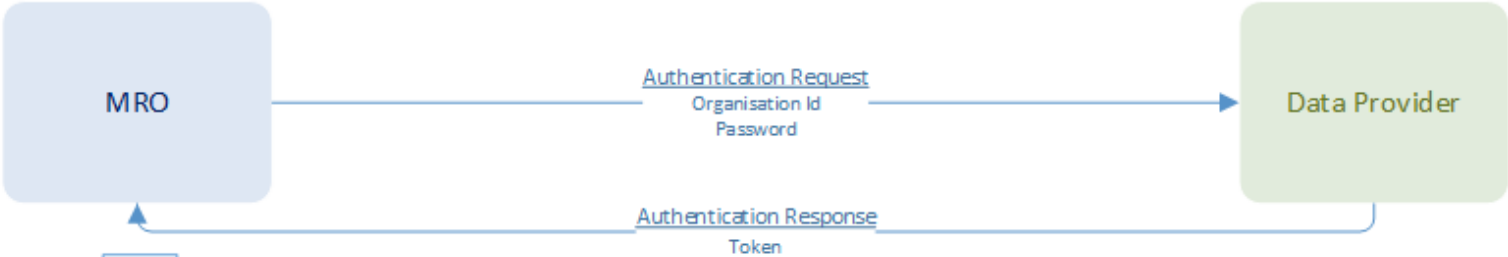 MRO
Authentication Request
Organisation Id
Password
Data Provider
Authentication Response
Token